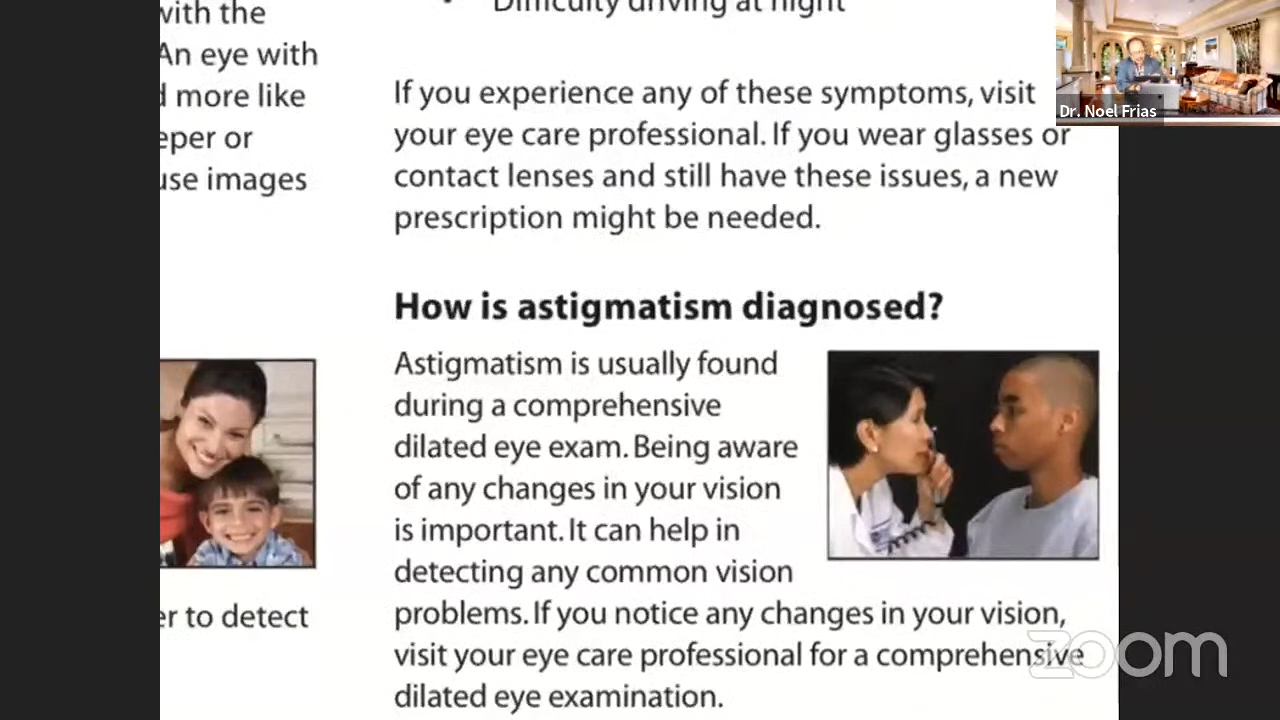 with the
An eye with
more like
or
images
er to detect
Difficulty driving at night
If you experience any of these symptoms, visit
your eye care professional. If you wear glasses or
contact lenses and still have these issues, a new
prescription might be needed.
How is astigmatism diagnosed?
Astigmatism is usually found
during a comprehensive
dilated eye exam. Being aware
of any changes in your vision
is important. It can help in
detecting any common vision
problems. If you notice any changes in your vision,
visit your eye care professional for a comprehensive
dilated eye examination.
Dr. Noel Frias
zoom